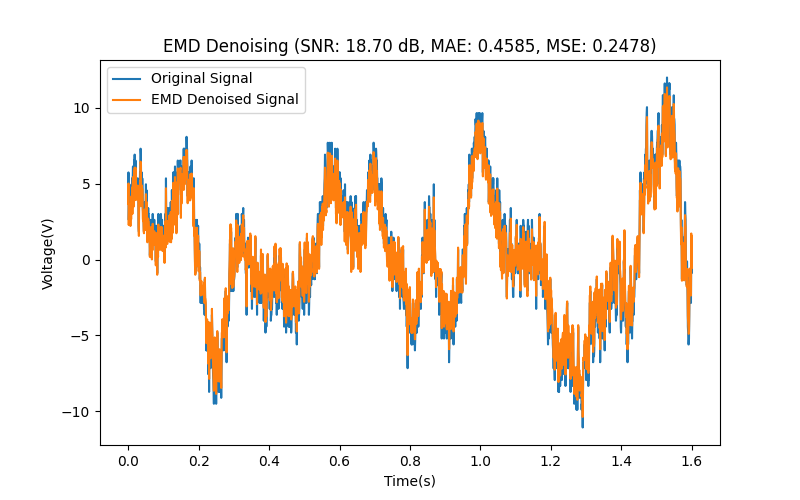 EMD Denoising (SNR: 18.70 dB, MAE: 0.4585, MSE: 0.2478)
Original Signal
EMD Denoised Signal
10
5
0
−5
−10
Voltage(V)
0.0 0.2 0.4 0.6 0.8 1.0 1.2 1.4 1.6
Time(s)